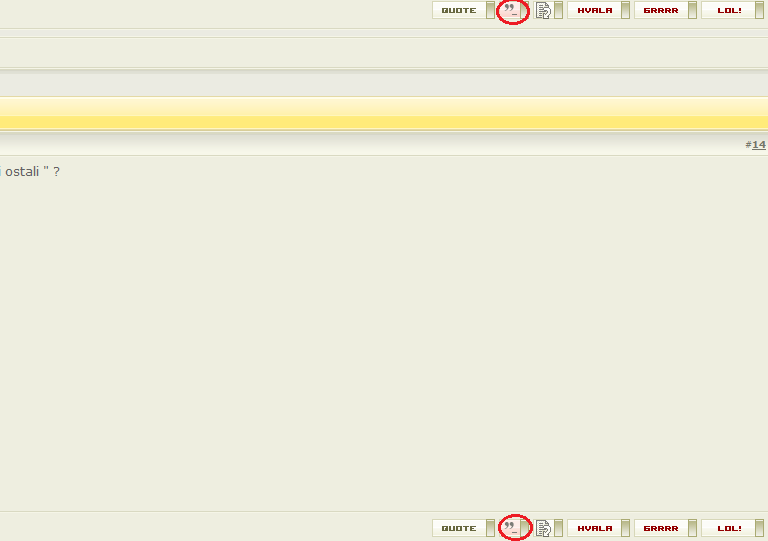 QUOTE HVALA GRRRR LOL!
#14
i ostali " ?
QUOTE HVALA GRRRR LOL!